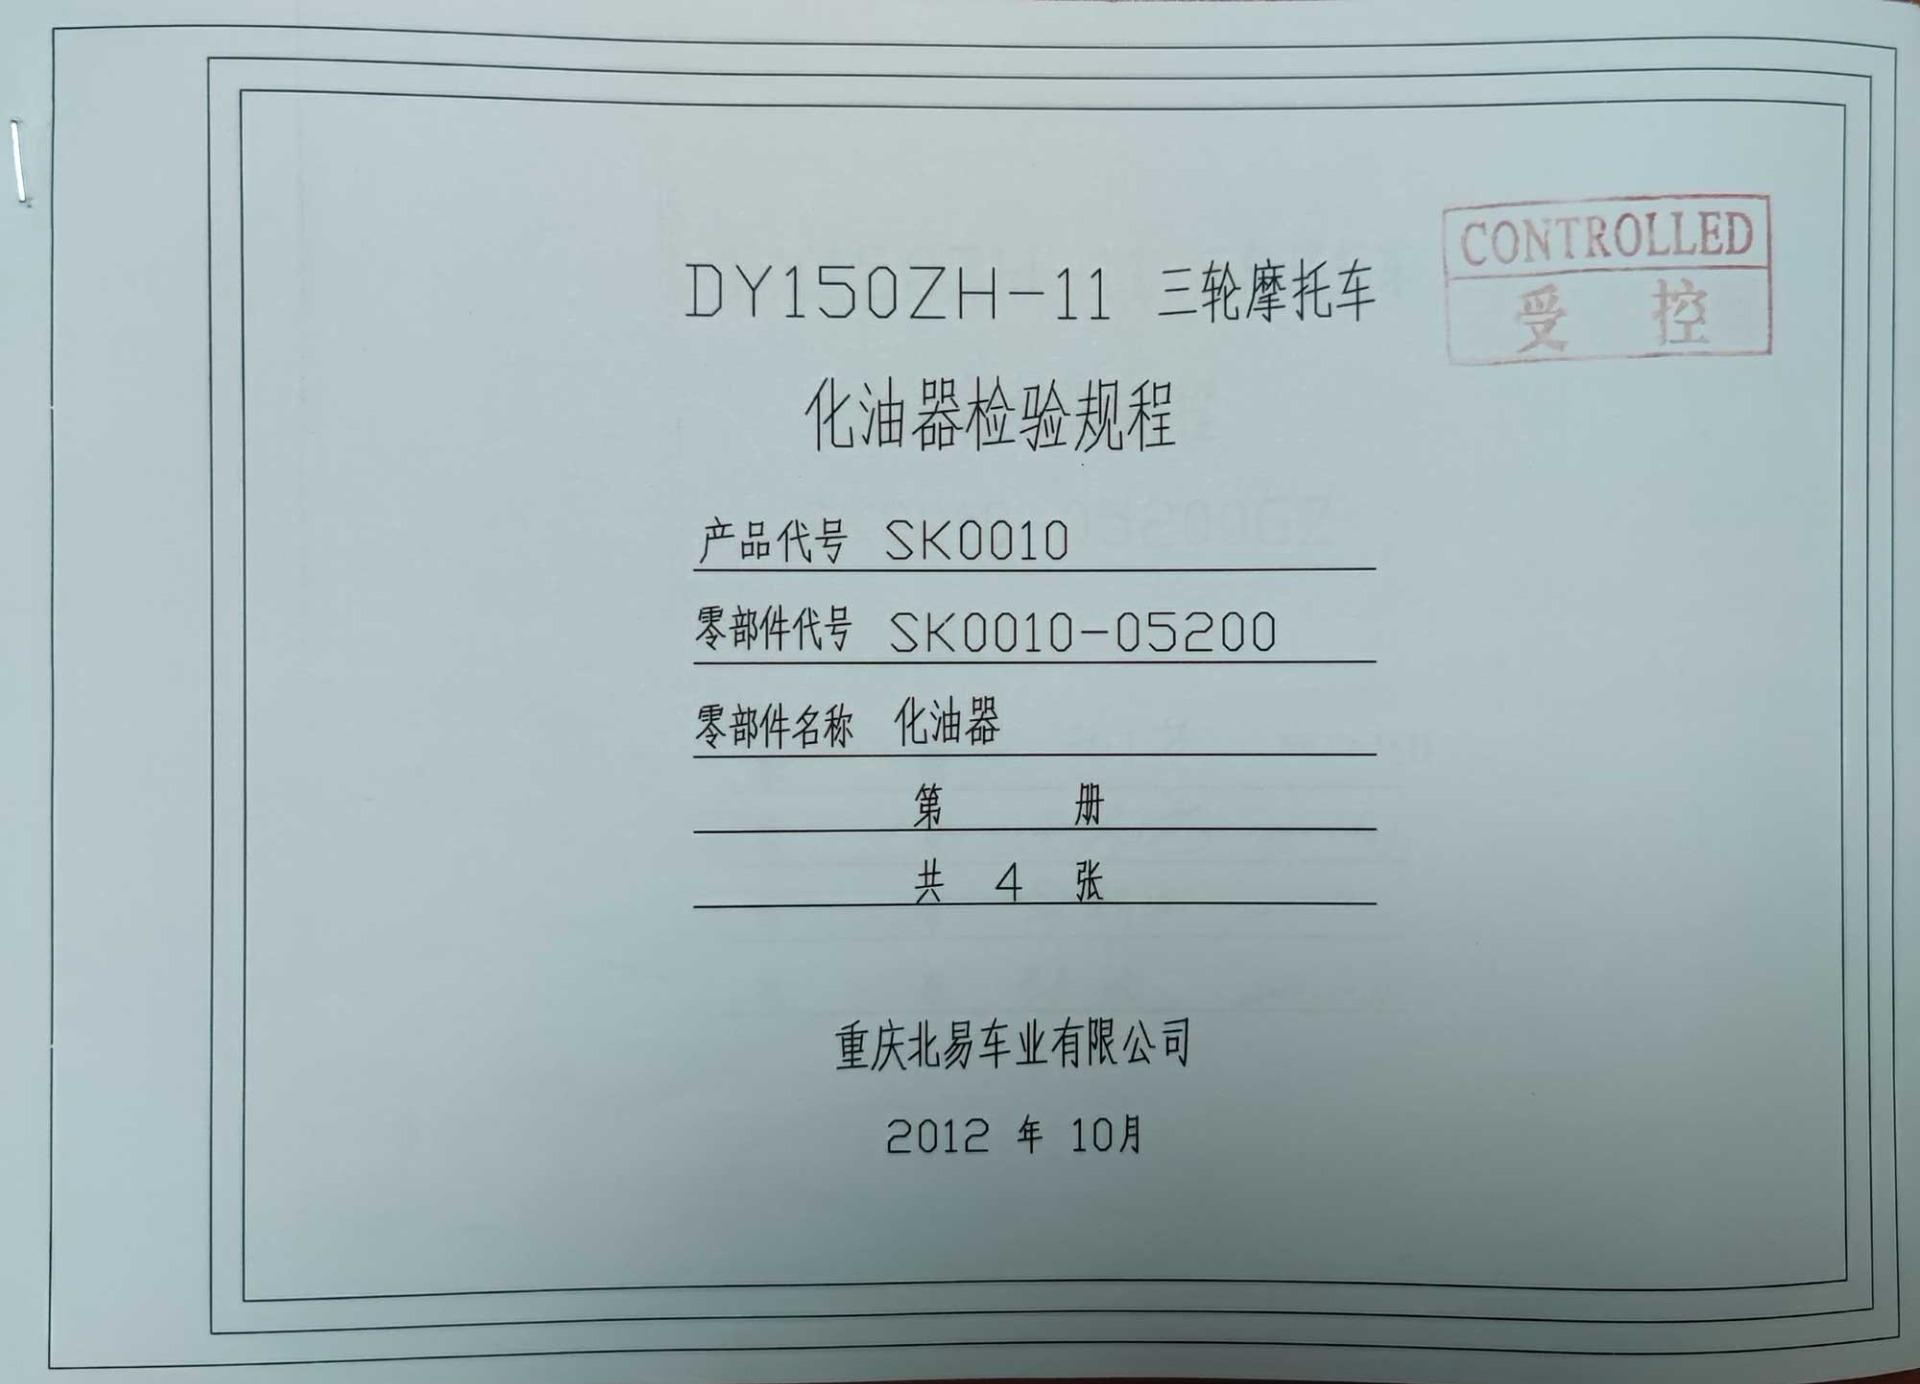 CONTROLLED
受 控
DY150ZH-11 三轮摩托车
化油器检验规程
产品代号 SK0010
零部件代号 SK0010-05200
零部件名称 化油器
第 册
共 4 张
重庆北易车业有限公司
2012 年 10月